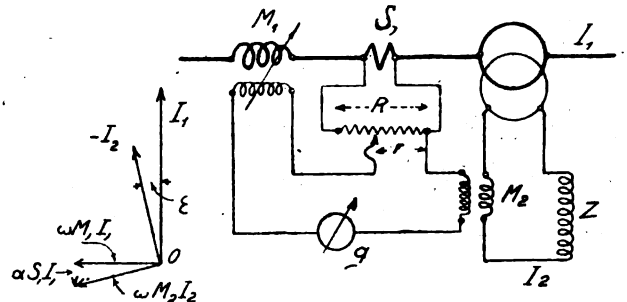 M₁
S₁
I₁
R
r
M₂
Z
I₂
q
I₁
-I₂
ε
ωM₁I₁
O
αS₁I₁
ωM₂I₂